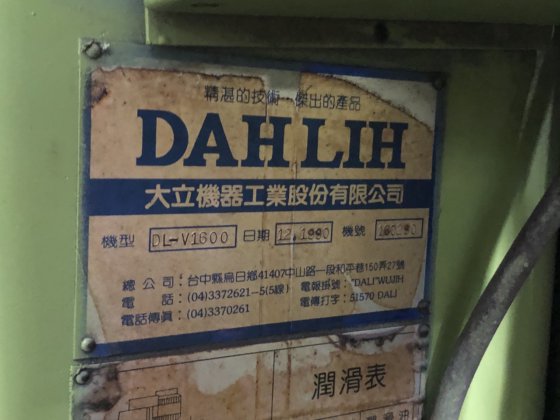 精湛的技術 傑出的產品
DAH LIH
大立機器工業股份有限公司
機型 DL-V1600 日期 12,1990 機號
總公司：台中縣烏日鄉41407中山路一段和平巷150弄27號
電話：(04)3372621-5(5線) 電報掛號："DALI"WUJIH
電話傳真：(04)3370261 電傳打字：51570 DALI
潤滑表